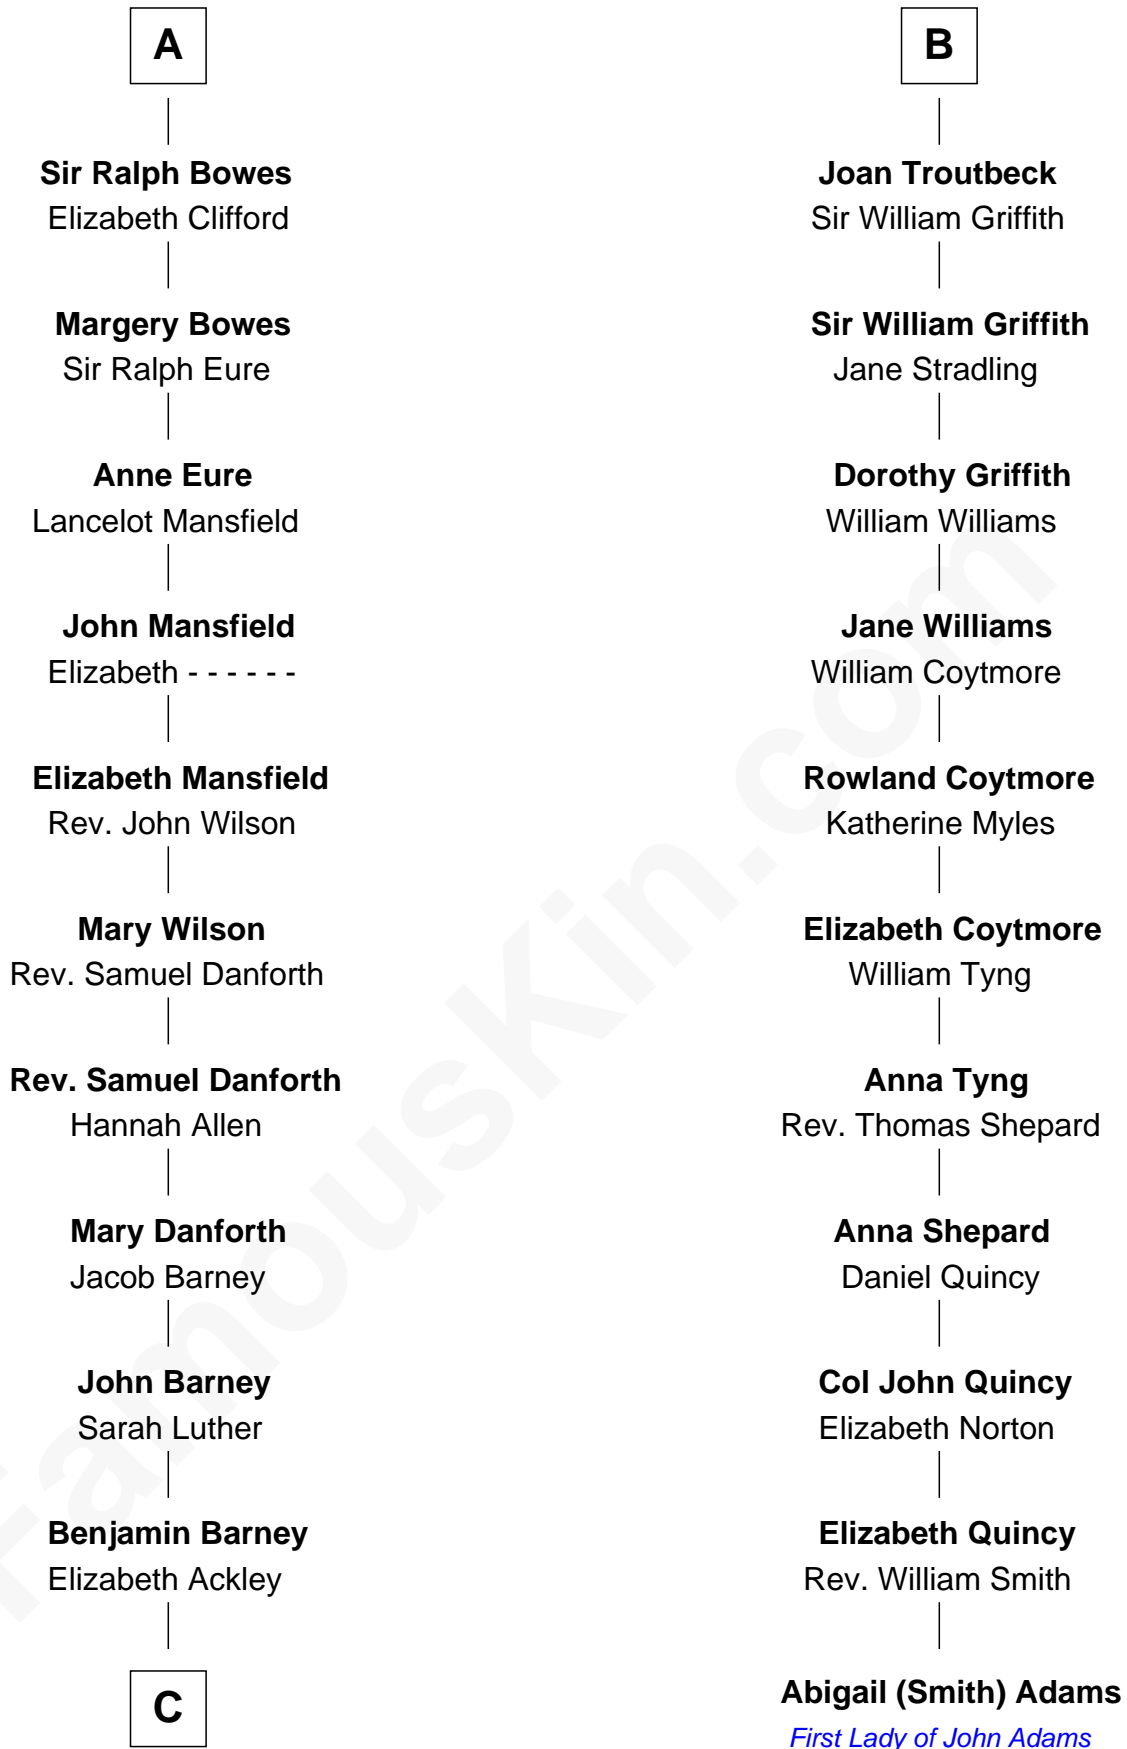 A
Sir Ralph Bowes
Elizabeth Clifford
Margery Bowes
Sir Ralph Eure
Anne Eure
Lancelot Mansfield
John Mansfield
Elizabeth - - - - - -
Elizabeth Mansfield
Rev. John Wilson
Mary Wilson
Rev. Samuel Danforth
Rev. Samuel Danforth
Hannah Allen
Mary Danforth
Jacob Barney
John Barney
Sarah Luther
Benjamin Barney
Elizabeth Ackley
C
B
Joan Troutbeck
Sir William Griffith
Sir William Griffith
Jane Stradling
Dorothy Griffith
William Williams
Jane Williams
William Coytmore
Rowland Coytmore
Katherine Myles
Elizabeth Coytmore
William Tyng
Anna Tyng
Rev. Thomas Shepard
Anna Shepard
Daniel Quincy
Col John Quincy
Elizabeth Norton
Elizabeth Quincy
Rev. William Smith
Abigail (Smith) Adams
First Lady of John Adams
FamousKin.com